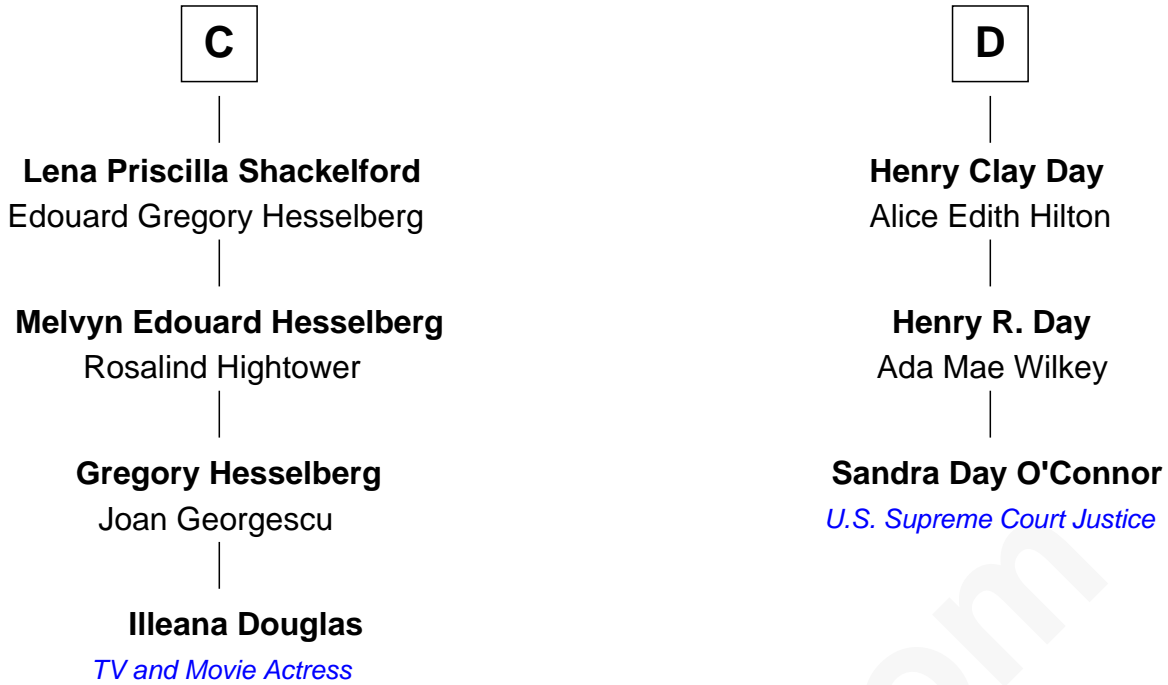 C
Lena Priscilla Shackelford
Edouard Gregory Hesselberg
Melvyn Edouard Hesselberg
Rosalind Hightower
Gregory Hesselberg
Joan Georgescu
Illeana Douglas
TV and Movie Actress
D
Henry Clay Day
Alice Edith Hilton
Henry R. Day
Ada Mae Wilkey
Sandra Day O'Connor
U.S. Supreme Court Justice
om